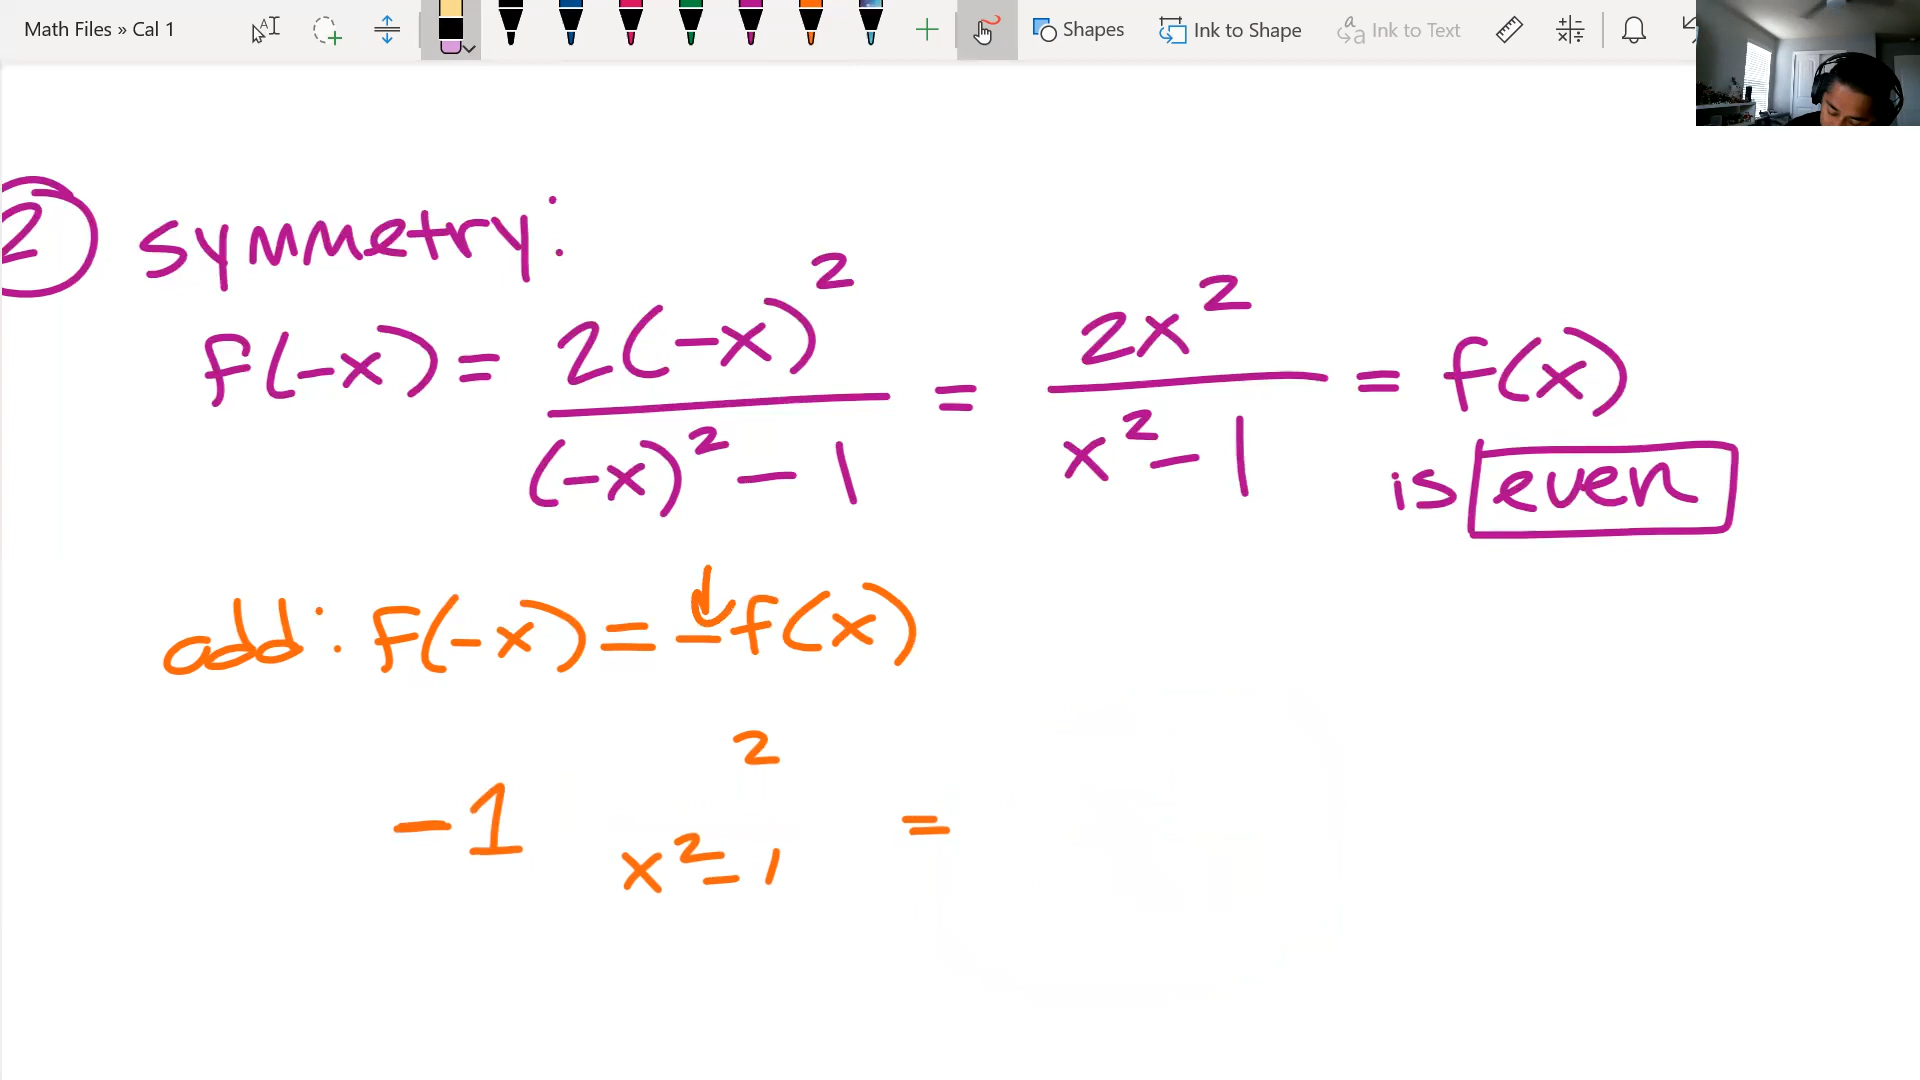 Math Files » Cal 1
Shapes
Ink to Shape
Ink to Text
2 symmetry:
f(-x) = 2(-x)^2 / (-x)^2 - 1 = 2x^2 / x^2 - 1 = f(x)
is even
add: f(-x) = -f(x)
-1 2 =
x^2 - 1